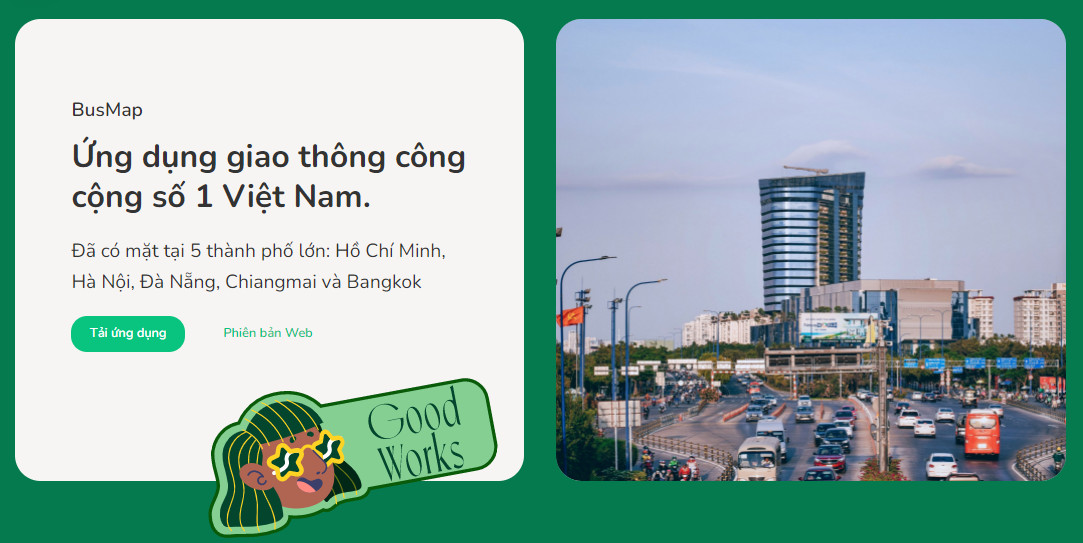 BusMap
Ứng dụng giao thông công
cộng số 1 Việt Nam.
Đã có mặt tại 5 thành phố lớn: Hồ Chí Minh,
Hà Nội, Đà Nẵng, Chiangmai và Bangkok
Tải ứng dụng
Phiên bản Web
Good
Works